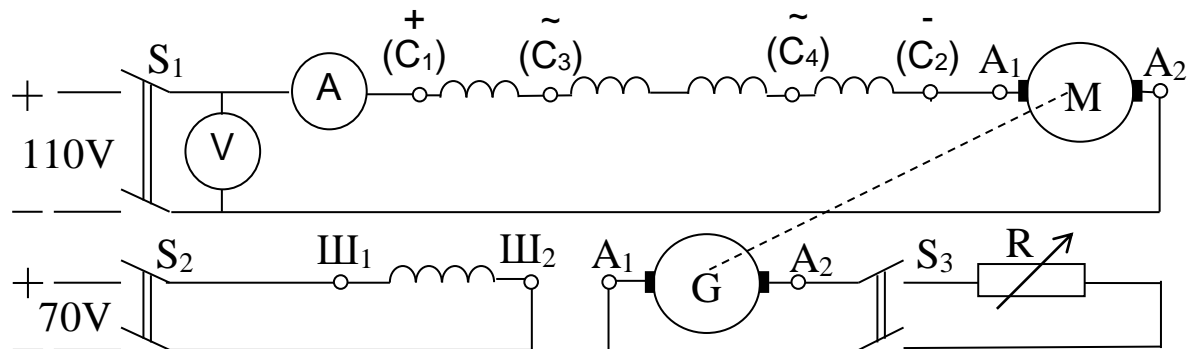 + ~ ~ -
S₁ (C₁) (C₃) (C₄) (C₂) A₁ A₂
+ A M
110V V
–
S₂ Ш₁ Ш₂ A₁ A₂ S₃ R
+ G
70V